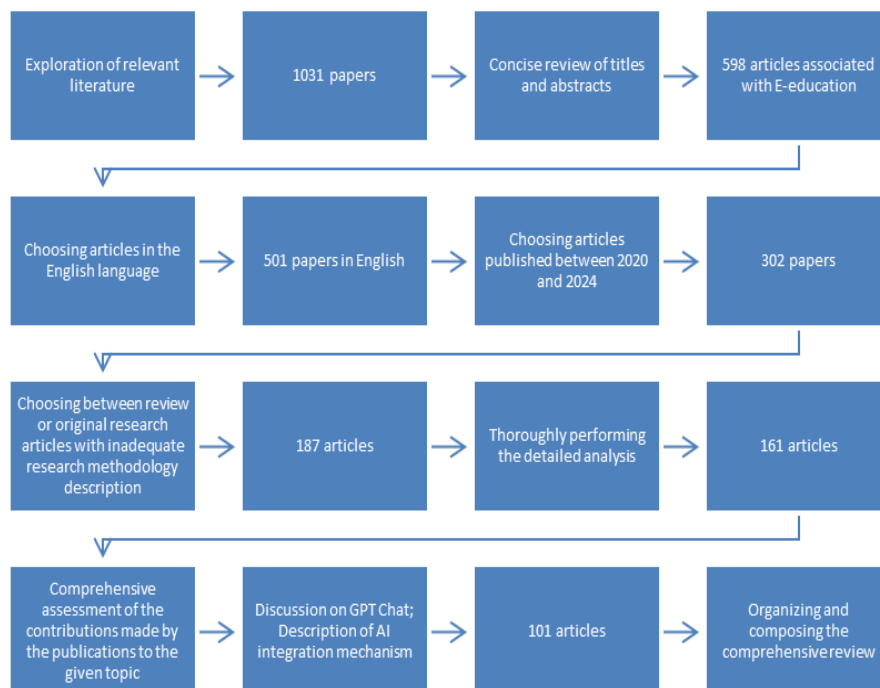 Exploration of relevant
literature
1031 papers
Concise review of titles
and abstracts
598 articles associated
with E-education
Choosing articles in the
English language
501 papers in English
Choosing articles
published between 2020
and 2024
302 papers
Choosing between review
or original research
articles with inadequate
research methodology
description
187 articles
Thoroughly performing
the detailed analysis
161 articles
Comprehensive
assessment of the
contributions made by
the publications to the
given topic
Discussion on GPT Chat;
Description of AI
integration mechanism
101 articles
Organizing and
composing the
comprehensive review